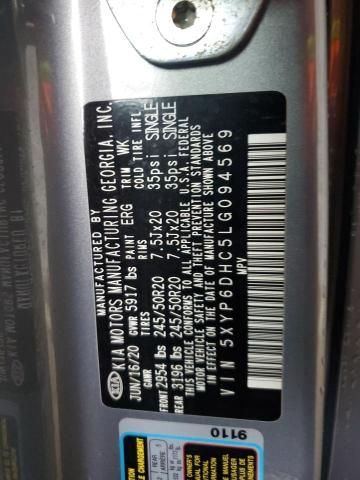 MANUFACTURED BY
KIA KIA MOTORS MANUFACTURING GEORGIA, INC.
JUN/16/20 GVWR 5917 lbs PAINT ERG TRIM WK
GAWR TIRES RIMS COLD TIRE INFL
FRONT 2954 lbs 245/50R20 7.5Jx20 35psi SINGLE
REAR 3196 lbs 245/50R20 7.5Jx20 35psi SINGLE
THIS VEHICLE CONFORMS TO ALL APPLICABLE U.S.A FEDERAL
MOTOR VEHICLE SAFETY AND THEFT PREVENTION STANDARDS
IN EFFECT ON THE DATE OF MANUFACTURE SHOWN ABOVE.
VIN 5XYP6DHC5LG094569
MPV
9110